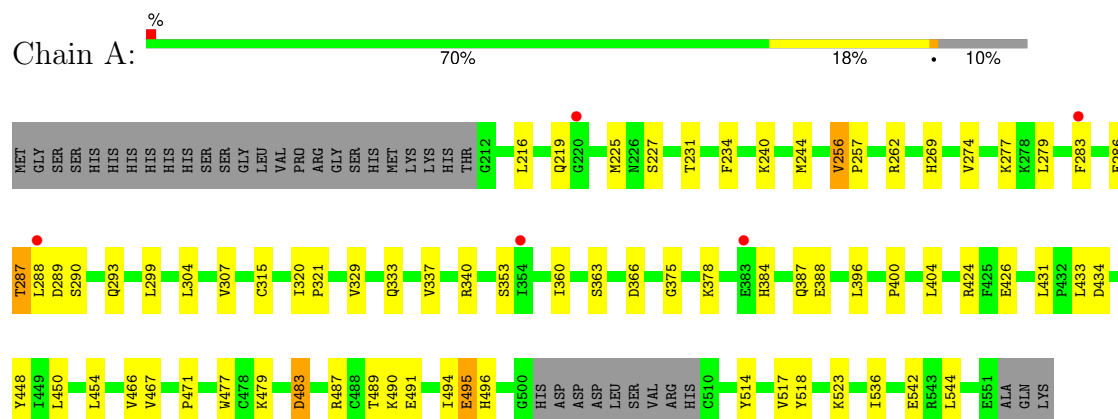 %
Chain A:
70% 18% • 10%
MET GLY SER SER HIS HIS HIS HIS HIS HIS SER SER GLY LEU VAL PRO ARG GLY SER HIS MET LYS LYS HIS THR G212 L216 Q219 G220 M225 N226 S227 T231 F234 K240 M244 V256 P257 R262 H269 V274 K277 K278 L279 F283
T287 L288 D289 S290 Q293 L299 L304 V307 C315 I320 P321 V329 Q333 V337 R340 S353 I354 I360 S363 D366 G375 K378 E383 H384 Q387 E388 L396 P400 L404 R424 F425 E426 L431 P432 L433 D434
Y448 I449 L450 L454 V466 V467 P471 W477 C478 K479 D483 R487 C488 T489 K490 E491 I494 E495 H496 G500 HIS ASP ASP ASP LEU SER VAL ARG HIS C510 Y514 V517 Y518 K523 I536 E542 R543 L544 E551 ALA GLN LYS